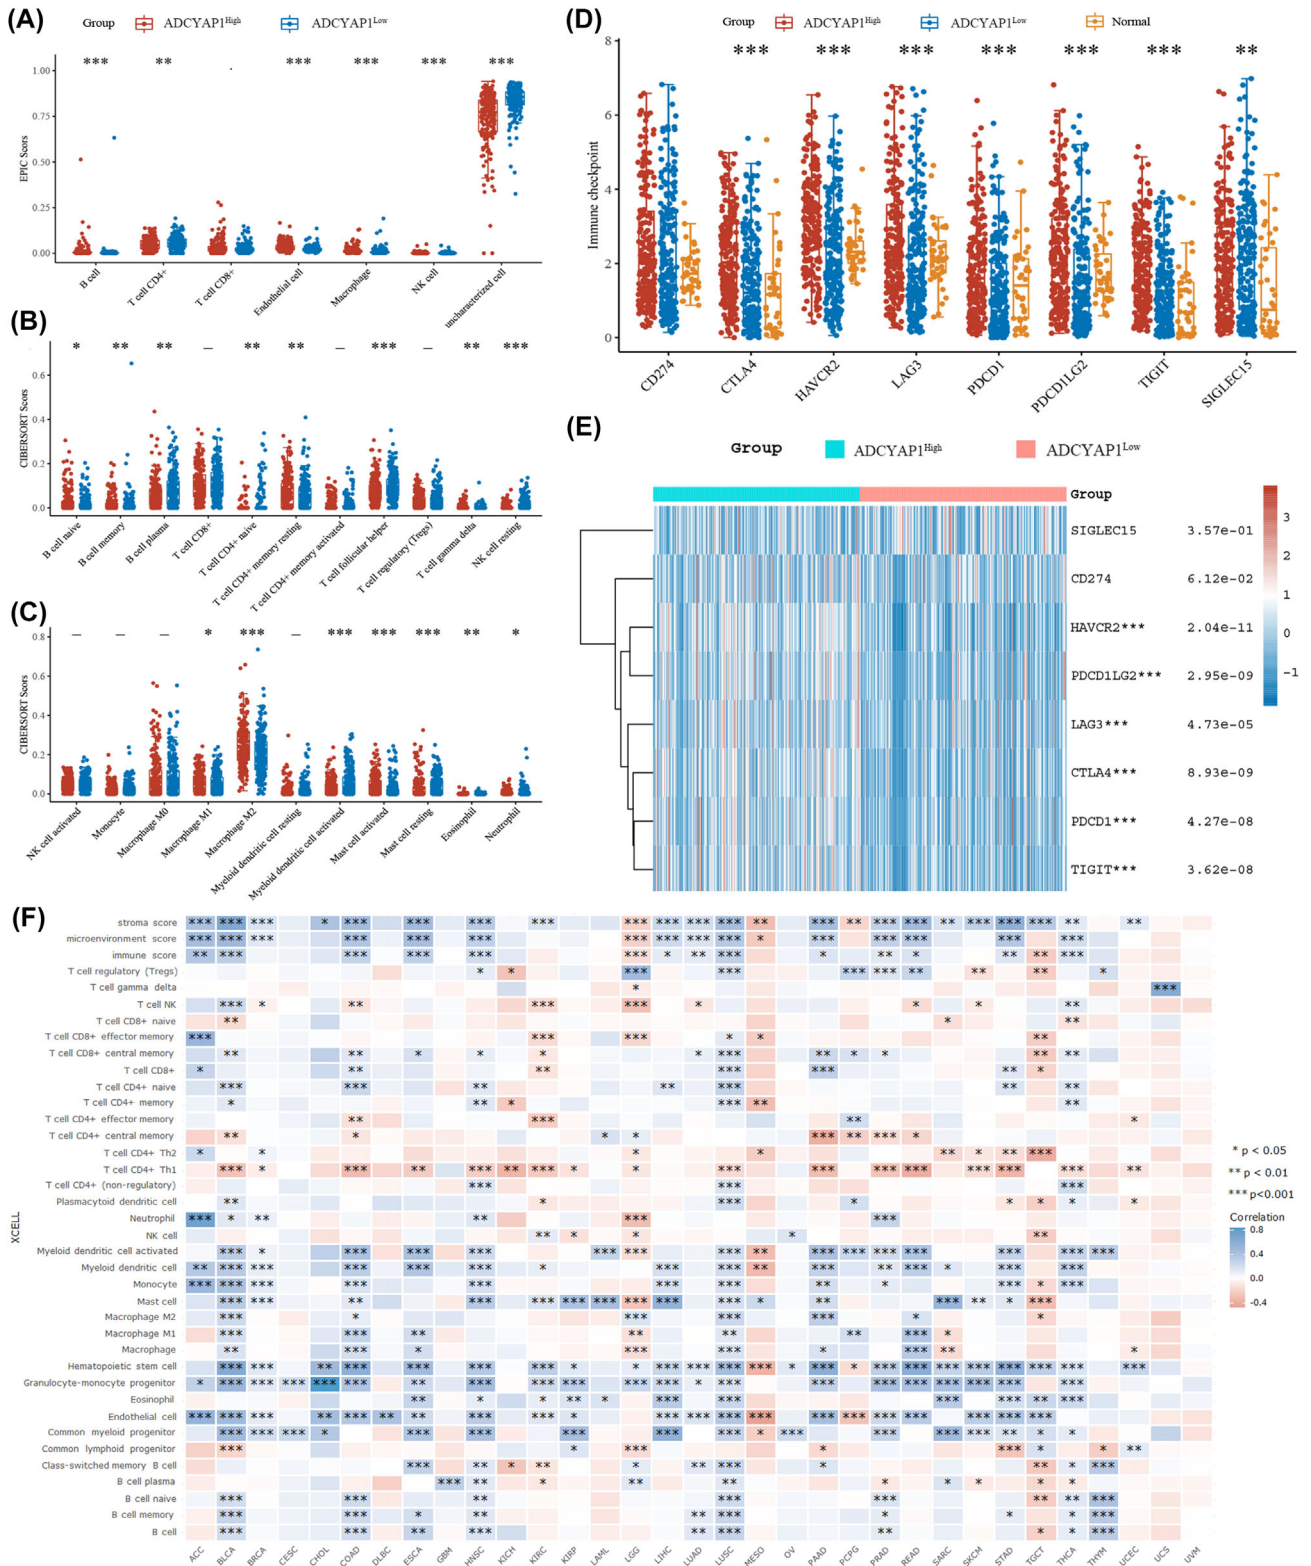 (A)
Group ADCYAP1High ADCYAP1Low
*** ** . *** *** *** ***
EPIC Scores
1.00
0.75
0.50
0.25
0.00
B cell
T cell CD4+
T cell CD8+
Endothelial cell
Macrophage
NK cell
uncharacterized cell
(B)
* ** ** — ** ** — *** — ** ***
CIBERSORT Scores
0.6
0.4
0.2
0.0
B cell naive
B cell memory
B cell plasma
T cell CD8+
T cell CD4+ naive
T cell CD4+ memory resting
T cell CD4+ memory activated
T cell follicular helper
T cell regulatory (Tregs)
T cell gamma delta
NK cell resting
(C)
— — — * *** — *** *** *** ** *
CIBERSORT Scores
0.8
0.6
0.4
0.2
0.0
NK cell activated
Monocyte
Macrophage M0
Macrophage M1
Macrophage M2
Myeloid dendritic cell resting
Myeloid dendritic cell activated
Mast cell activated
Mast cell resting
Eosinophil
Neutrophil
(D)
Group ADCYAP1High ADCYAP1Low Normal
*** *** *** *** *** *** **
Immune checkpoint
8
6
4
2
0
CD274
CTLA4
HAVCR2
LAG3
PDCD1
PDCD1LG2
TIGIT
SIGLEC15
(E)
Group ADCYAP1High ADCYAP1Low
Group
SIGLEC15 3.57e-01
CD274 6.12e-02
HAVCR2*** 2.04e-11
PDCD1LG2*** 2.95e-09
LAG3*** 4.73e-05
CTLA4*** 8.93e-09
PDCD1*** 4.27e-08
TIGIT*** 3.62e-08
3
2
1
0
−1
(F)
XCELL
stroma score
microenvironment score
immune score
T cell regulatory (Tregs)
T cell gamma delta
T cell NK
T cell CD8+ naive
T cell CD8+ effector memory
T cell CD8+ central memory
T cell CD8+
T cell CD4+ naive
T cell CD4+ memory
T cell CD4+ effector memory
T cell CD4+ central memory
T cell CD4+ Th2
T cell CD4+ Th1
T cell CD4+ (non-regulatory)
Plasmacytoid dendritic cell
Neutrophil
NK cell
Myeloid dendritic cell activated
Myeloid dendritic cell
Monocyte
Mast cell
Macrophage M2
Macrophage M1
Macrophage
Hematopoietic stem cell
Granulocyte-monocyte progenitor
Eosinophil
Endothelial cell
Common myeloid progenitor
Common lymphoid progenitor
Class-switched memory B cell
B cell plasma
B cell naive
B cell memory
B cell
ACC
BLCA
BRCA
CESC
CHOL
COAD
DLBC
ESCA
GBM
HNSC
KICH
KIRC
KIRP
LAML
LGG
LIHC
LUAD
LUSC
MESO
OV
PAAD
PCPG
PRAD
READ
SARC
SKCM
STAD
TGCT
THCA
THYM
UCEC
UCS
UVM
* p < 0.05
** p < 0.01
*** p<0.001
Correlation
0.8
0.4
0.0
-0.4